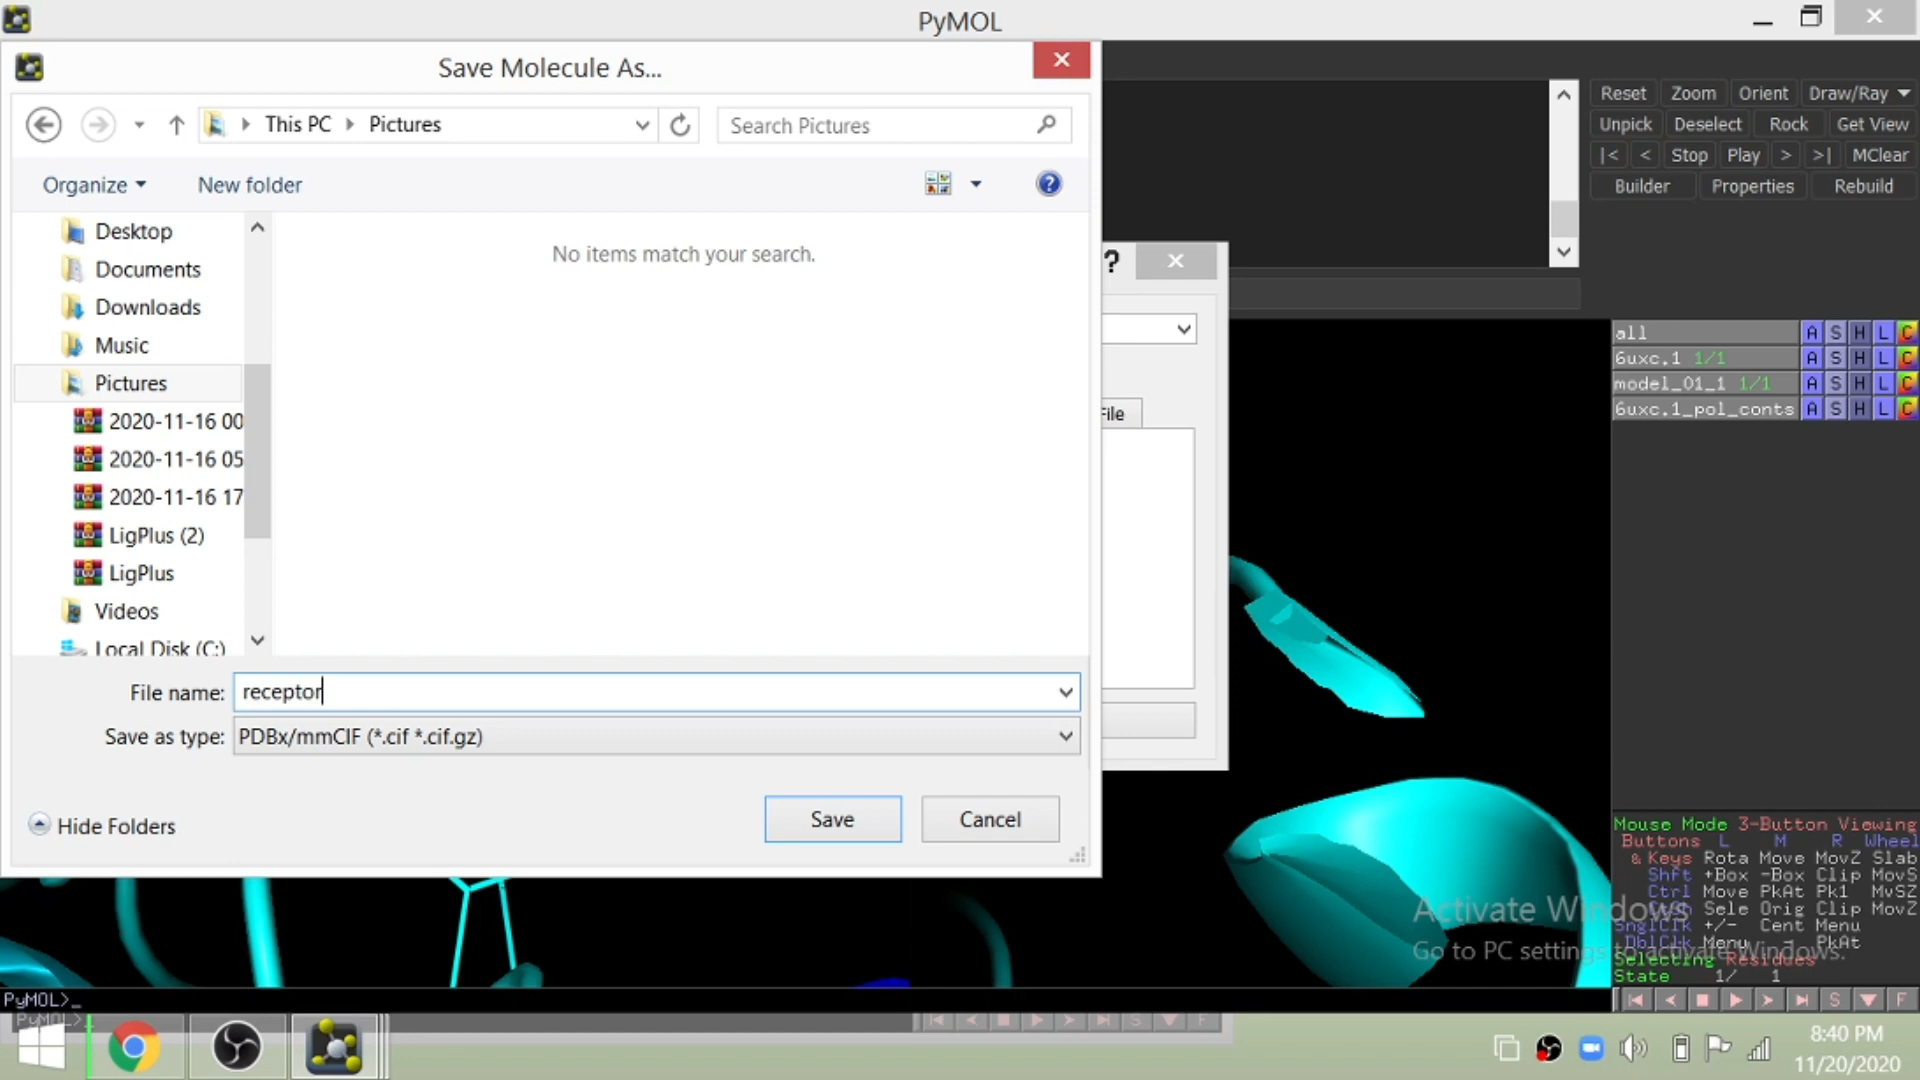 PyMOL
Save Molecule As...
This PC Pictures
Search Pictures
Organize
New folder
Desktop
Documents
Downloads
Music
Pictures
2020-11-16 00
2020-11-16 05
2020-11-16 17
LigPlus (2)
LigPlus
Videos
Local Disk (C:)
No items match your search.
File name: receptor
Save as type: PDBx/mmCIF (*.cif *.cif.gz)
Hide Folders
Save
Cancel
?
File
Reset Zoom Orient Draw/Ray
Unpick Deselect Rock Get View
|< < Stop Play > >| MClear
Builder Properties Rebuild
all A S H L C
6uxc.1 1/1 A S H L C
model_01_1 1/1 A S H L C
6uxc.1_pol_conts A S H L C
Mouse Mode 3-Button Viewing
Buttons L M R Wheel
& Keys Rota Move MovZ Slab
Shft +Box -Box Clip MovS
Ctrl Move PkAt Pk1 MvSZ
CtSh Sele Orig Clip MovZ
SnglClk +/- Cent Menu
DblClk Menu - PkAt
Selecting Residues
State 1/ 1
Activate Windows
Go to PC settings to activate Windows.
PyMOL>_
PyMOL>_
S F
8:40 PM
11/20/2020